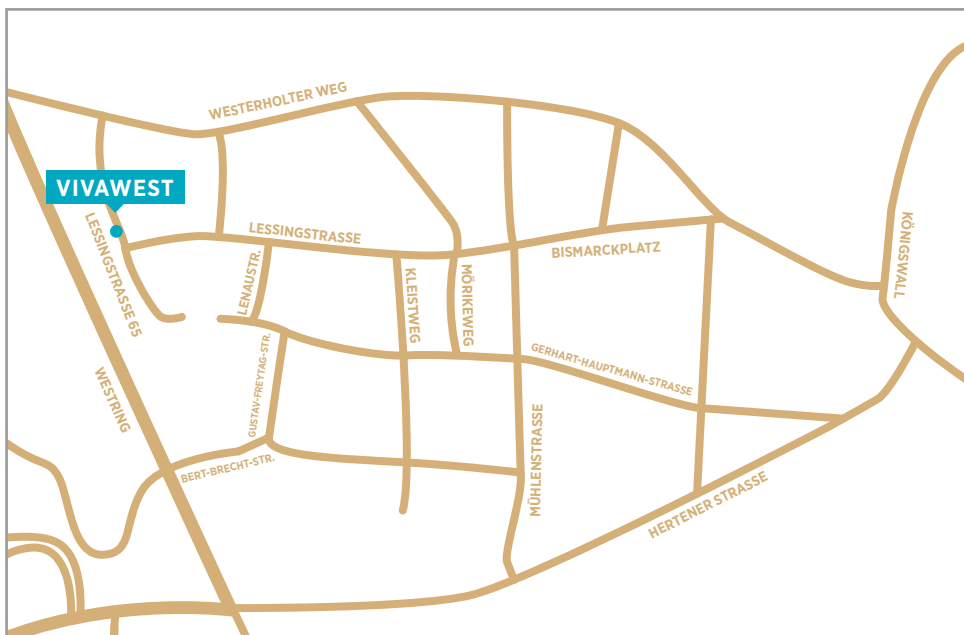 WESTERHOLTER WEG
VIVAWEST
LESSINGSTRASSE 65
LESSINGSTRASSE
BISMARCKPLATZ
KÖNIGSWALL
LENAUSTR.
KLEISTWEG
MÖRIKEWEG
GUSTAV-FREYTAG-STR.
GERHART-HAUPTMANN-STRASSE
WESTRING
BERT-BRECHT-STR.
MÜHLENSTRASSE
HERTENER STRASSE